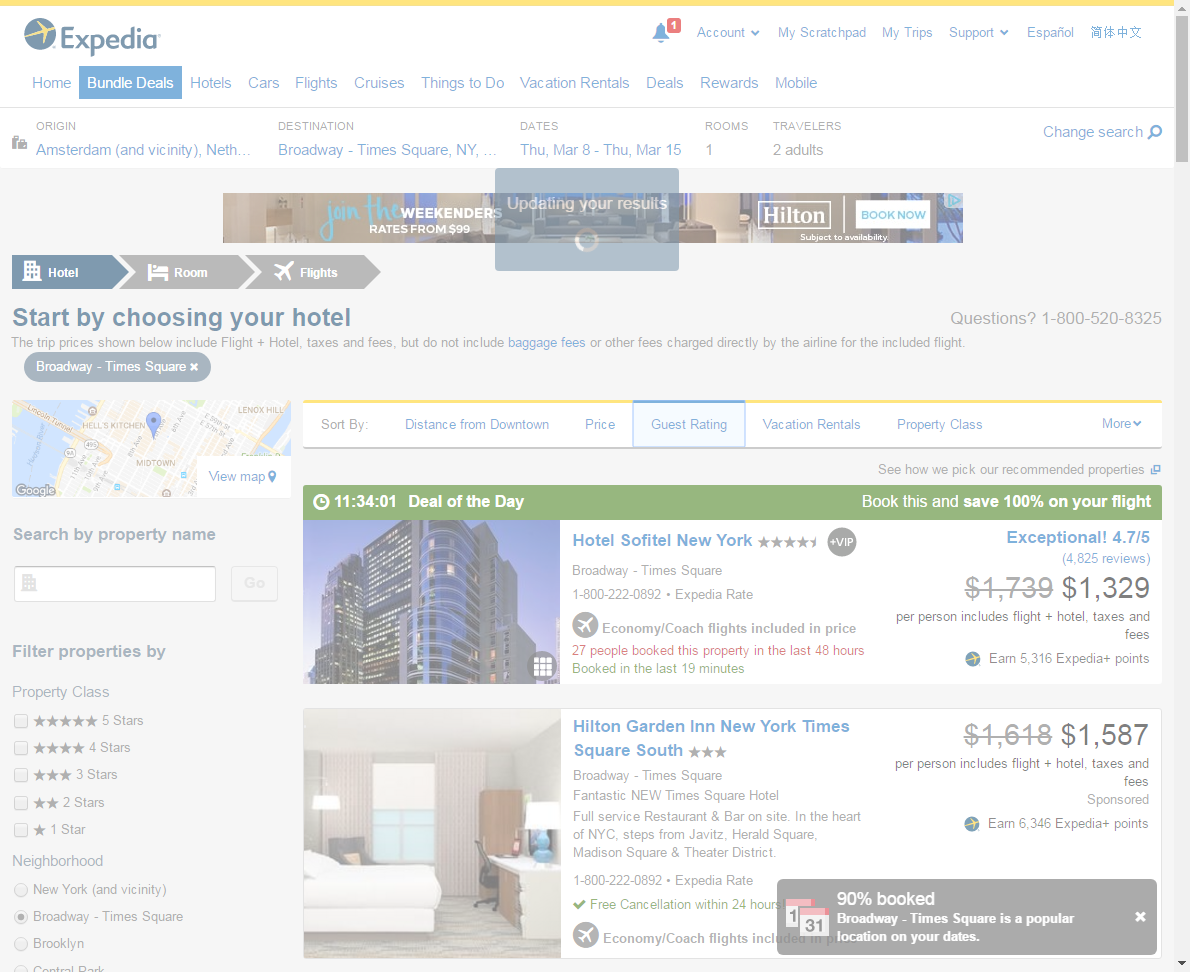 Expedia
1
Account
My Scratchpad
My Trips
Support
Español
简体中文
Home
Bundle Deals
Hotels
Cars
Flights
Cruises
Things to Do
Vacation Rentals
Deals
Rewards
Mobile
ORIGIN
Amsterdam (and vicinity), Neth...
DESTINATION
Broadway - Times Square, NY, ...
DATES
Thu, Mar 8 - Thu, Mar 15
ROOMS
1
TRAVELERS
2 adults
Change search
join the WEEKENDERS
RATES FROM $99
Updating your results
Hilton
BOOK NOW
Subject to availability.
Hotel
Room
Flights
Start by choosing your hotel
Questions? 1-800-520-8325
The trip prices shown below include Flight + Hotel, taxes and fees, but do not include baggage fees or other fees charged directly by the airline for the included flight.
Broadway - Times Square ×
LENOX HILL
Lincoln Tunnel
HELL'S KITCHEN
E 57th St
MIDTOWN
Google
View map
Sort By:
Distance from Downtown
Price
Guest Rating
Vacation Rentals
Property Class
More
See how we pick our recommended properties
Search by property name
Go
Filter properties by
Property Class
★★★★★ 5 Stars
★★★★ 4 Stars
★★★ 3 Stars
★★ 2 Stars
★ 1 Star
Neighborhood
New York (and vicinity)
Broadway - Times Square
Brooklyn
Central Park
11:34:01 Deal of the Day
Book this and save 100% on your flight
Hotel Sofitel New York
+VIP
Broadway - Times Square
1-800-222-0892 • Expedia Rate
Economy/Coach flights included in price
27 people booked this property in the last 48 hours
Booked in the last 19 minutes
Exceptional! 4.7/5
(4,825 reviews)
$1,739 $1,329
per person includes flight + hotel, taxes and
fees
Earn 5,316 Expedia+ points
Hilton Garden Inn New York Times
Square South ★★★
Broadway - Times Square
Fantastic NEW Times Square Hotel
Full service Restaurant & Bar on site. In the heart
of NYC, steps from Javitz, Herald Square,
Madison Square & Theater District.
1-800-222-0892 • Expedia Rate
Free Cancellation within 24 hours
Economy/Coach flights included in price
$1,618 $1,587
per person includes flight + hotel, taxes and
fees
Sponsored
Earn 6,346 Expedia+ points
1
31
90% booked
Broadway - Times Square is a popular
location on your dates.
×